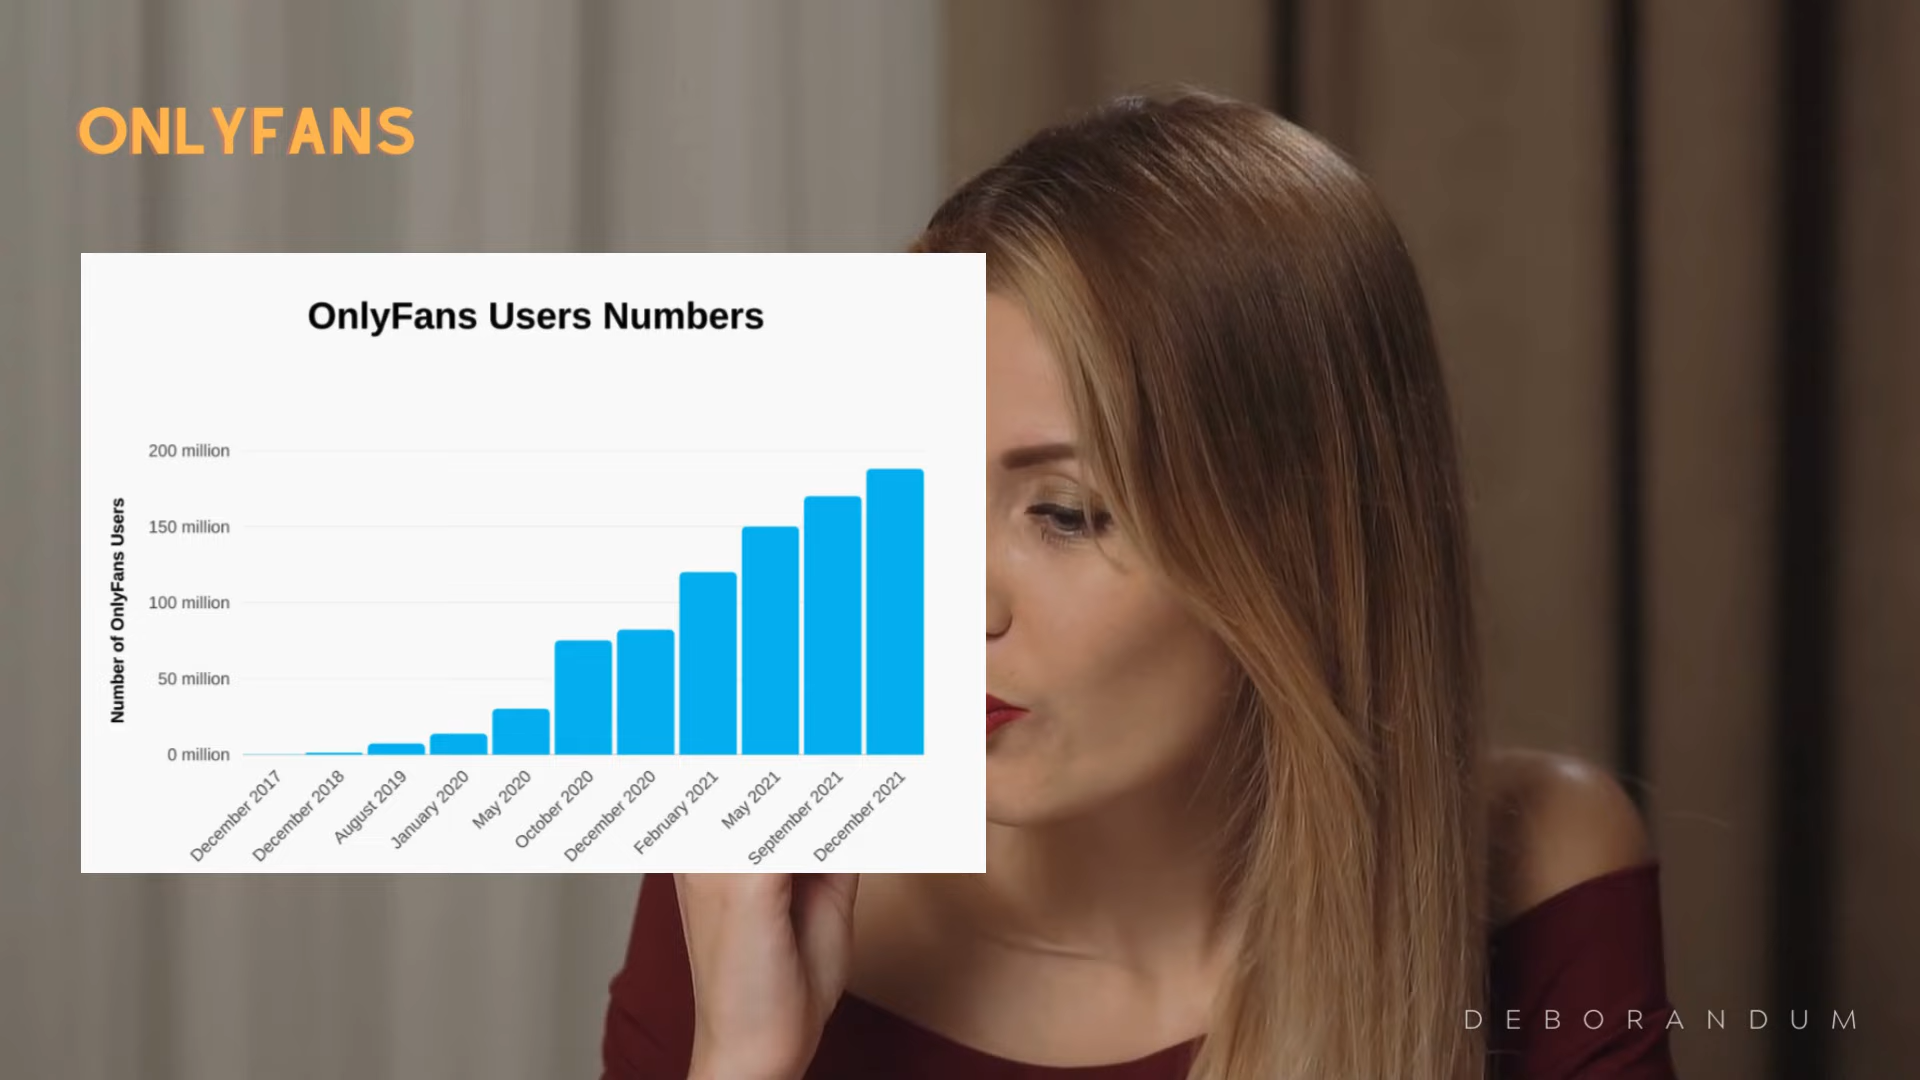 ONLYFANS
OnlyFans Users Numbers
Number of OnlyFans Users
200 million
150 million
100 million
50 million
0 million
December 2017
December 2018
August 2019
January 2020
May 2020
October 2020
December 2020
February 2021
May 2021
September 2021
December 2021
DEBORANDUM